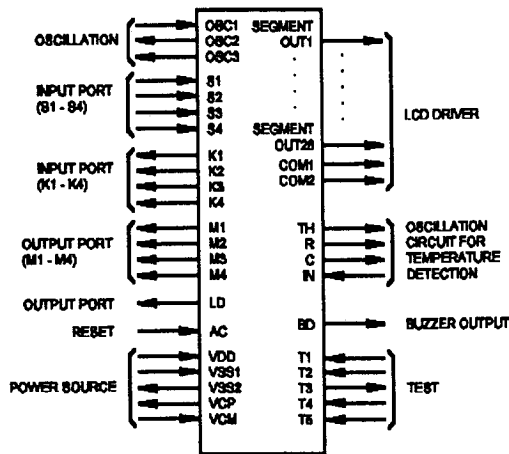 OSCILLATION
INPUT PORT
(S1 - S4)
INPUT PORT
(K1 - K4)
OUTPUT PORT
(M1 - M4)
OUTPUT PORT
RESET
POWER SOURCE
OSC1
OSC2
OSC3
S1
S2
S3
S4
K1
K2
K3
K4
M1
M2
M3
M4
LD
AC
VDD
VSS1
VSS2
VCP
VCM
SEGMENT
OUT1
SEGMENT
OUT26
COM1
COM2
TH
R
C
IN
BD
T1
T2
T3
T4
T5
LCD DRIVER
OSCILLATION
CIRCUIT FOR
TEMPERATURE
DETECTION
BUZZER OUTPUT
TEST